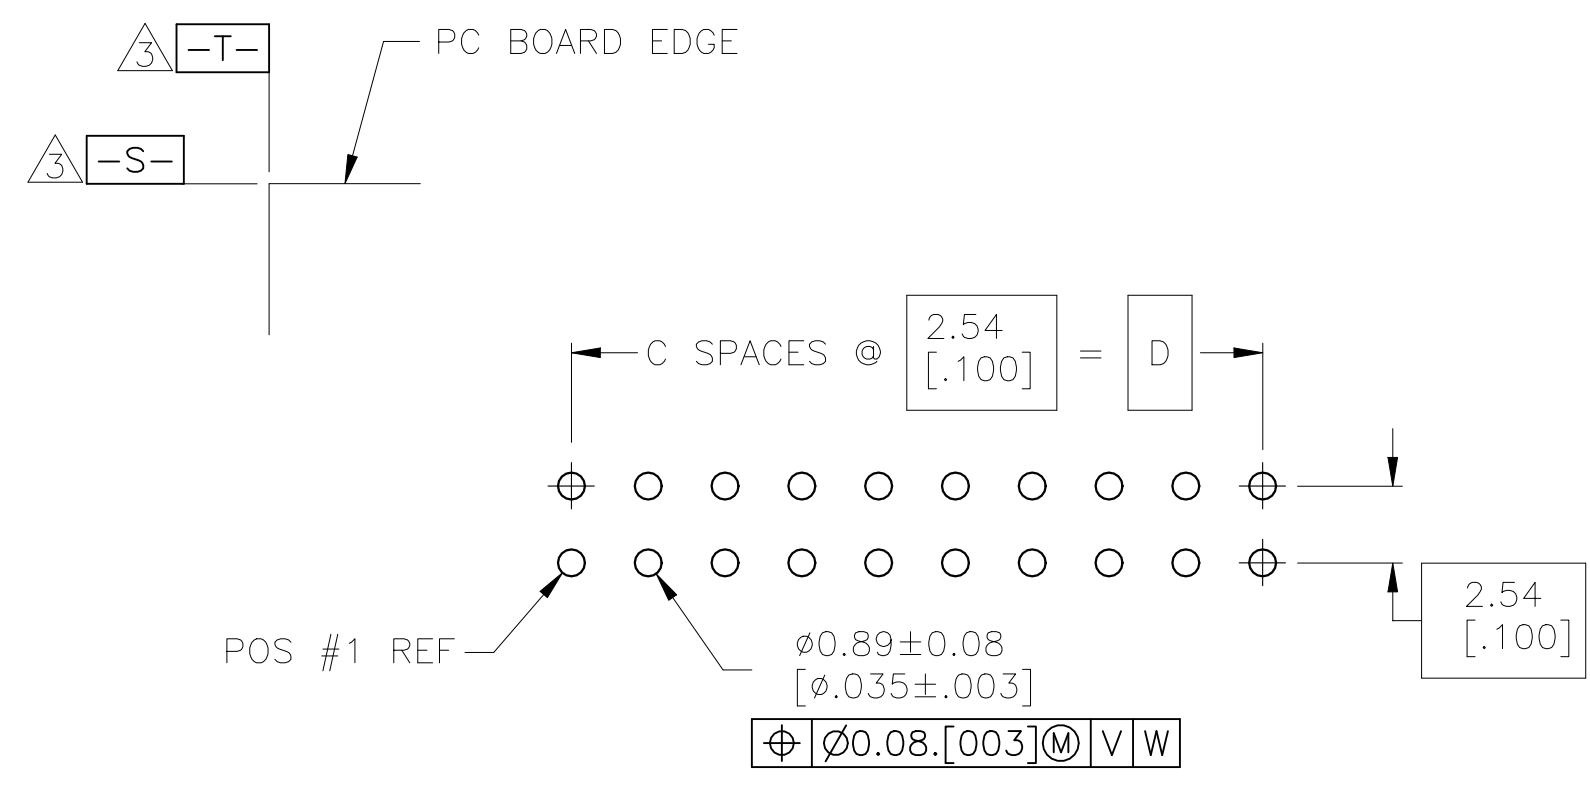 3 -T- PC BOARD EDGE
3 -S-
C SPACES @ 2.54 [.100] = D
2.54
[.100]
POS #1 REF
ø0.89±0.08
[ø.035±.003]
⌖ Ø0.08.[003]Ⓜ V W